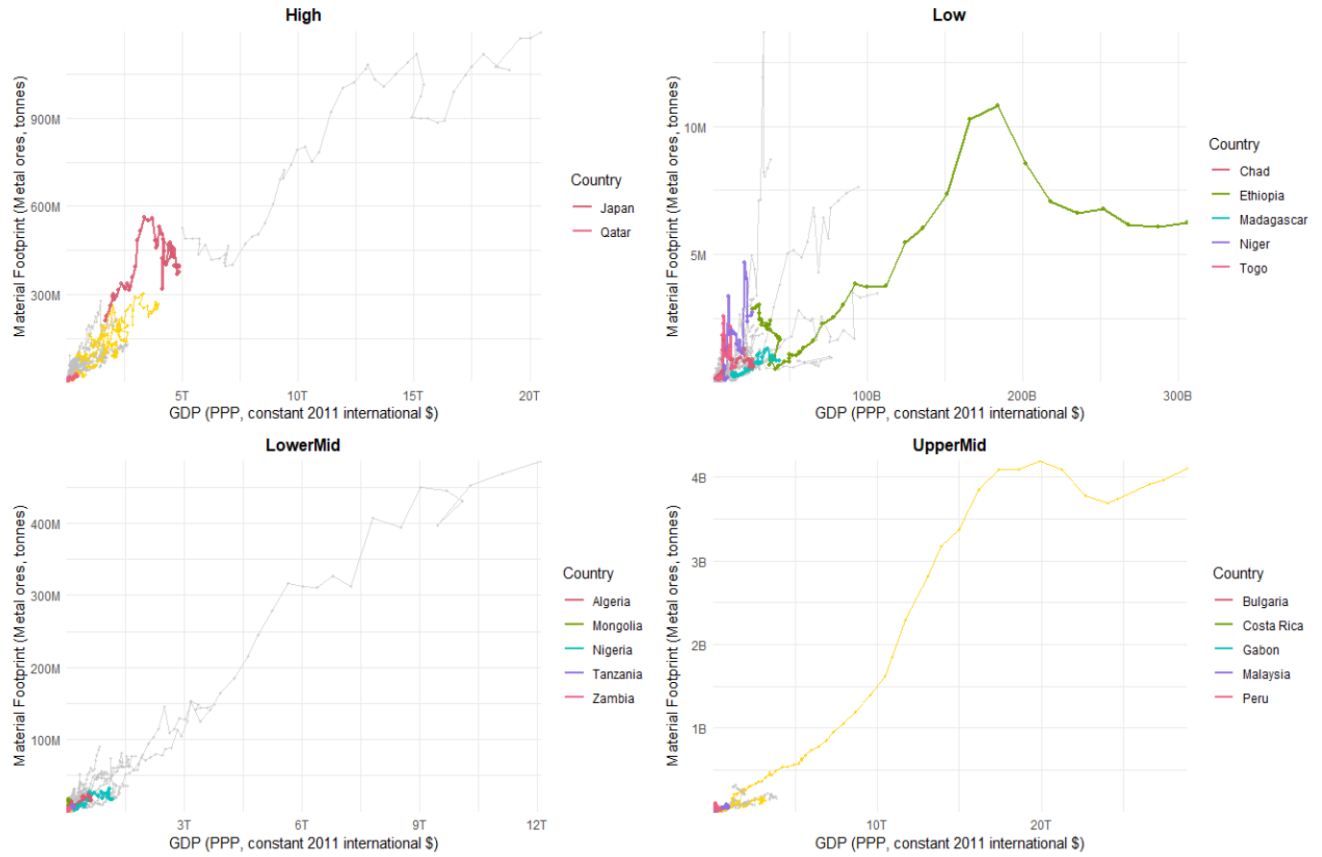 High
Material Footprint (Metal ores, tonnes)
900M
600M
300M
5T
10T
15T
20T
GDP (PPP, constant 2011 international $)
Country
Japan
Qatar
Low
Material Footprint (Metal ores, tonnes)
10M
5M
100B
200B
300B
GDP (PPP, constant 2011 international $)
Country
Chad
Ethiopia
Madagascar
Niger
Togo
LowerMid
Material Footprint (Metal ores, tonnes)
400M
300M
200M
100M
3T
6T
9T
12T
GDP (PPP, constant 2011 international $)
Country
Algeria
Mongolia
Nigeria
Tanzania
Zambia
UpperMid
Material Footprint (Metal ores, tonnes)
4B
3B
2B
1B
10T
20T
GDP (PPP, constant 2011 international $)
Country
Bulgaria
Costa Rica
Gabon
Malaysia
Peru